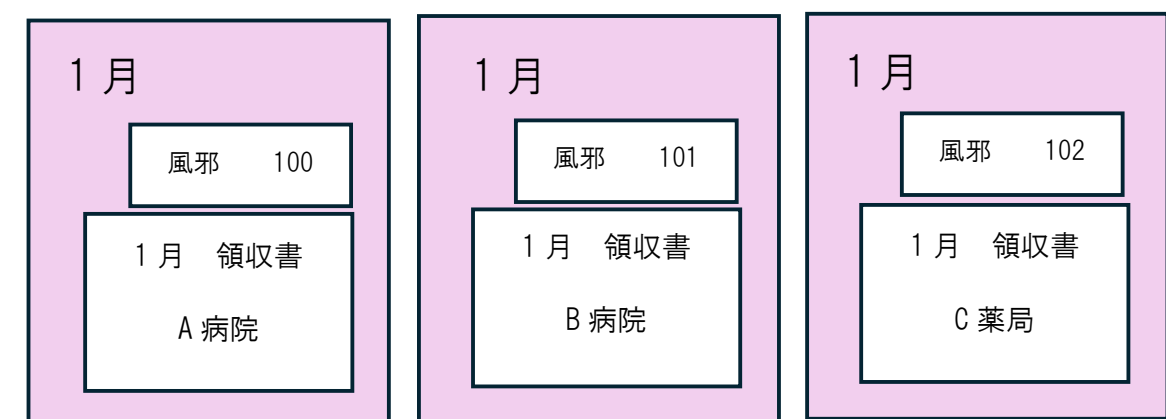 1月
風邪　100
1月　領収書
A病院
1月
風邪　101
1月　領収書
B病院
1月
風邪　102
1月　領収書
C薬局